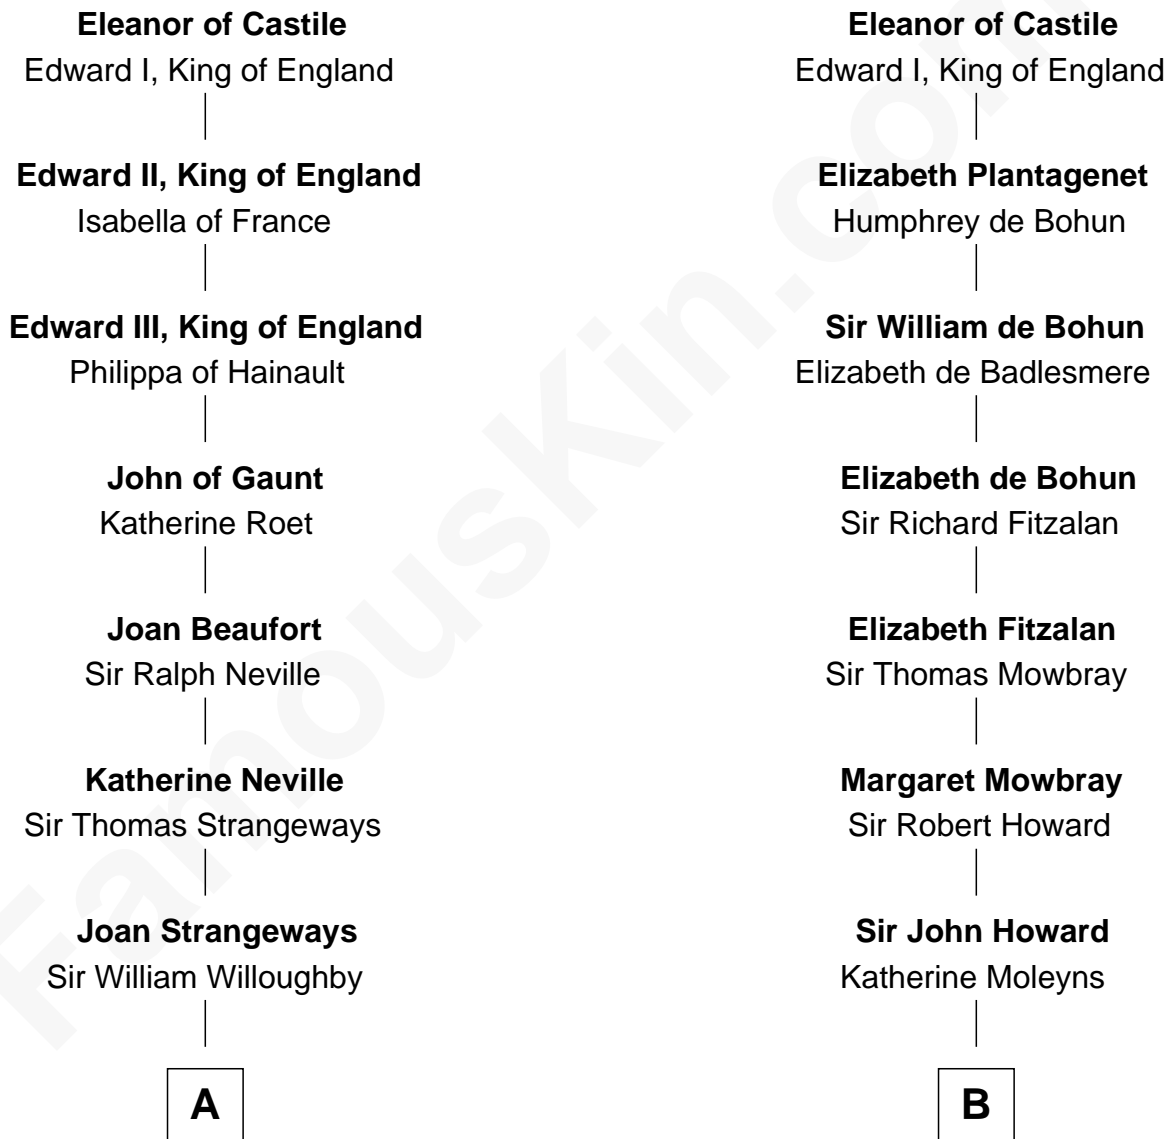 Eleanor of Castile
Edward I, King of England
Edward II, King of England
Isabella of France
Edward III, King of England
Philippa of Hainault
John of Gaunt
Katherine Roet
Joan Beaufort
Sir Ralph Neville
Katherine Neville
Sir Thomas Strangeways
Joan Strangeways
Sir William Willoughby
A
Eleanor of Castile
Edward I, King of England
Elizabeth Plantagenet
Humphrey de Bohun
Sir William de Bohun
Elizabeth de Badlesmere
Elizabeth de Bohun
Sir Richard Fitzalan
Elizabeth Fitzalan
Sir Thomas Mowbray
Margaret Mowbray
Sir Robert Howard
Sir John Howard
Katherine Moleyns
B
FamousKin.com